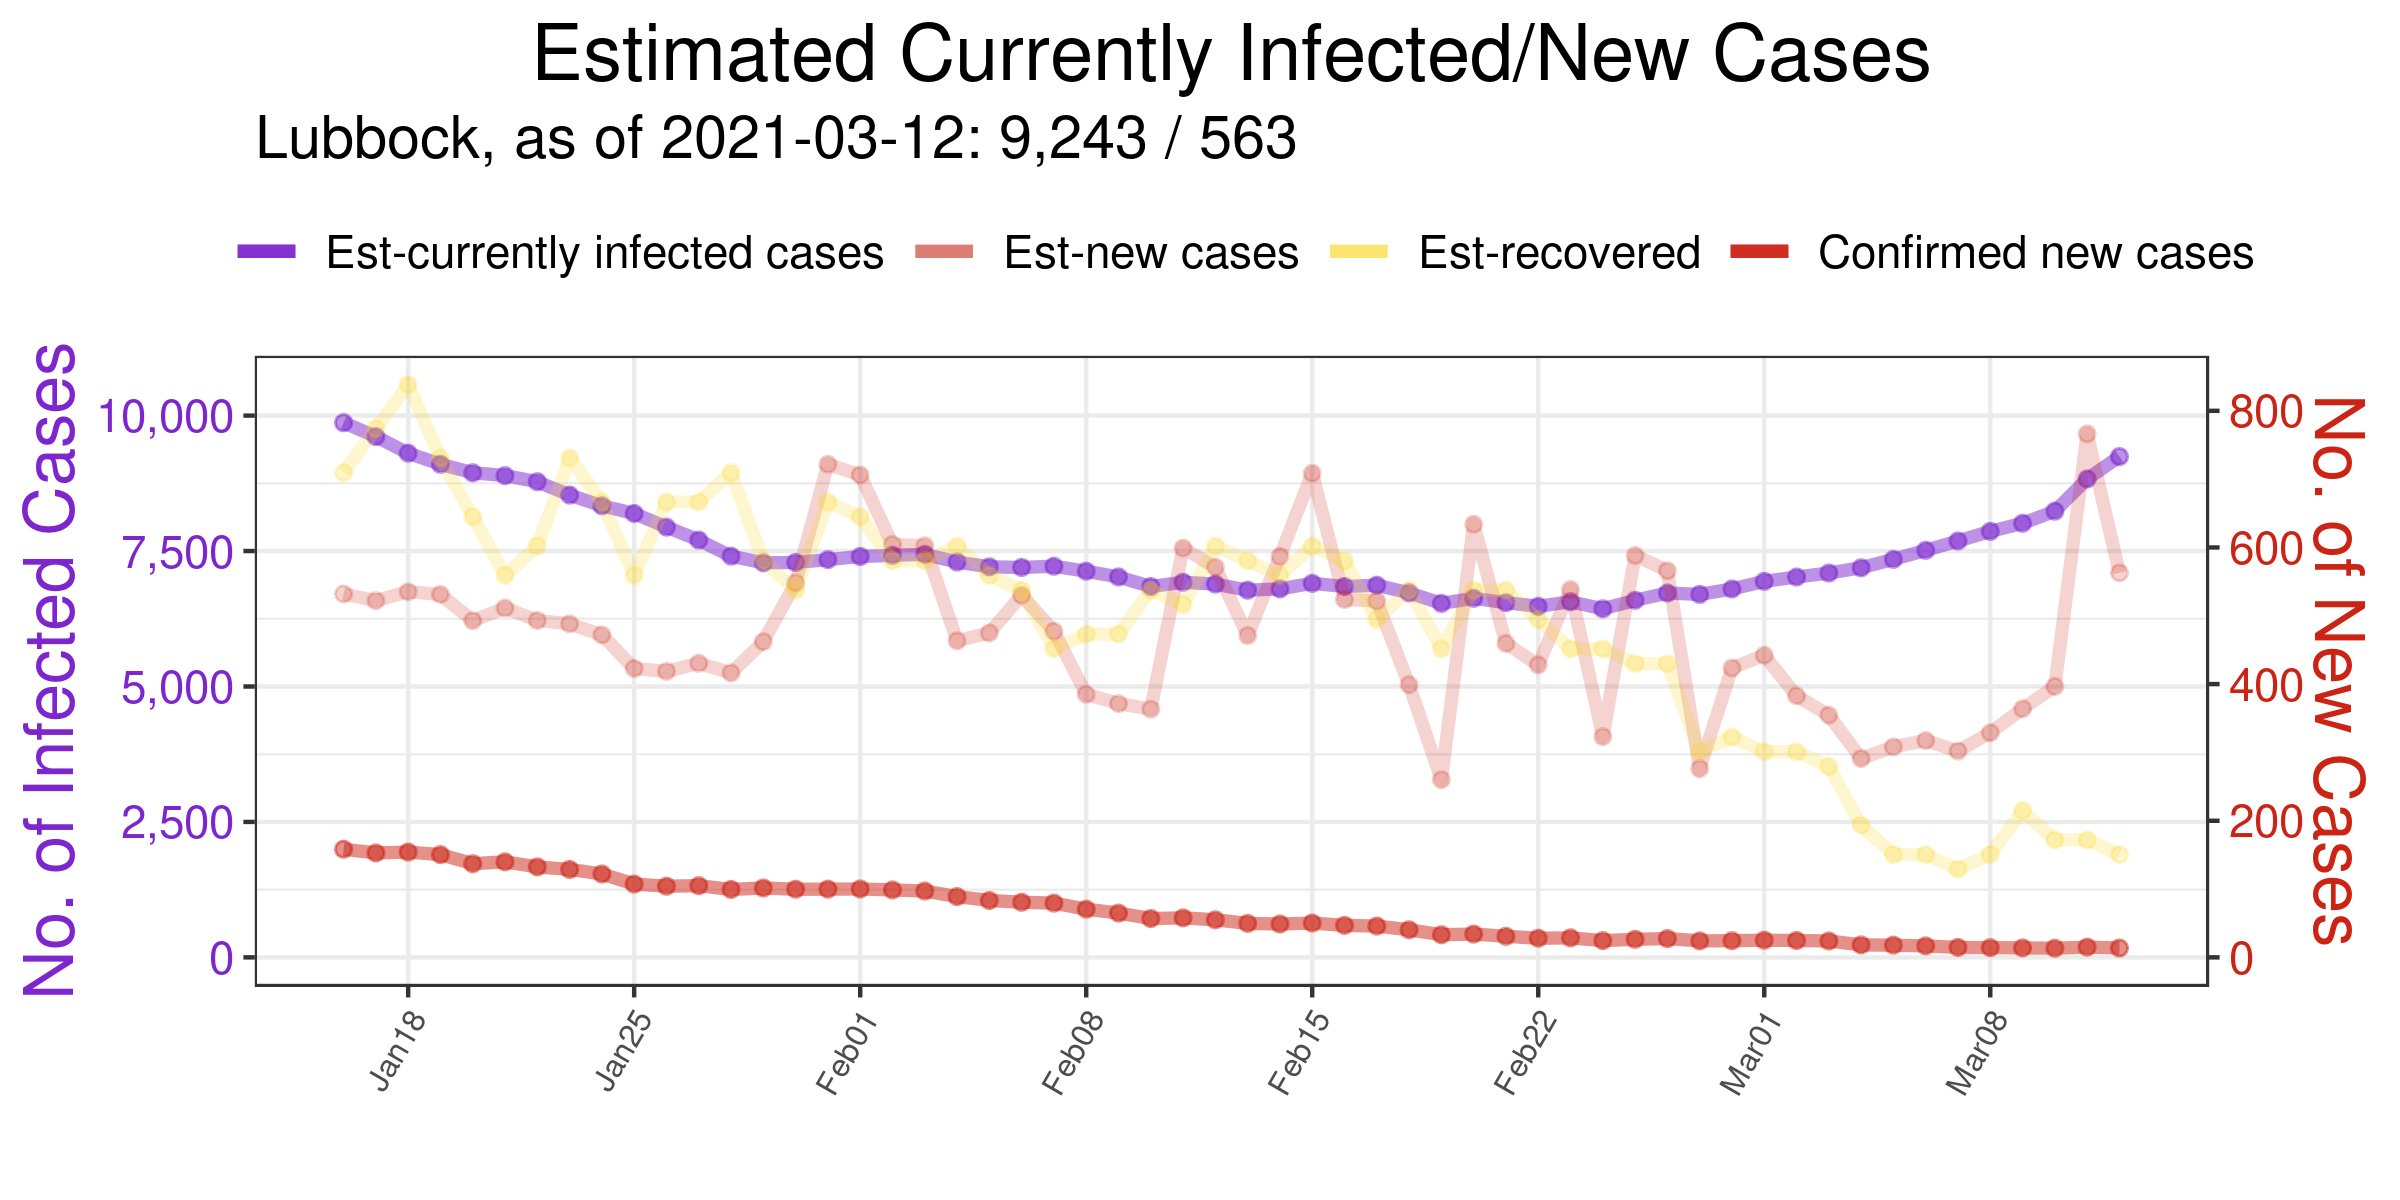 Estimated Currently Infected/New Cases
Lubbock, as of 2021-03-12: 9,243 / 563
Est-currently infected cases Est-new cases Est-recovered Confirmed new cases
No. of Infected Cases
10,000
7,500
5,000
2,500
0
800
600
400
200
0
No. of New Cases
Jan18 Jan25 Feb01 Feb08 Feb15 Feb22 Mar01 Mar08